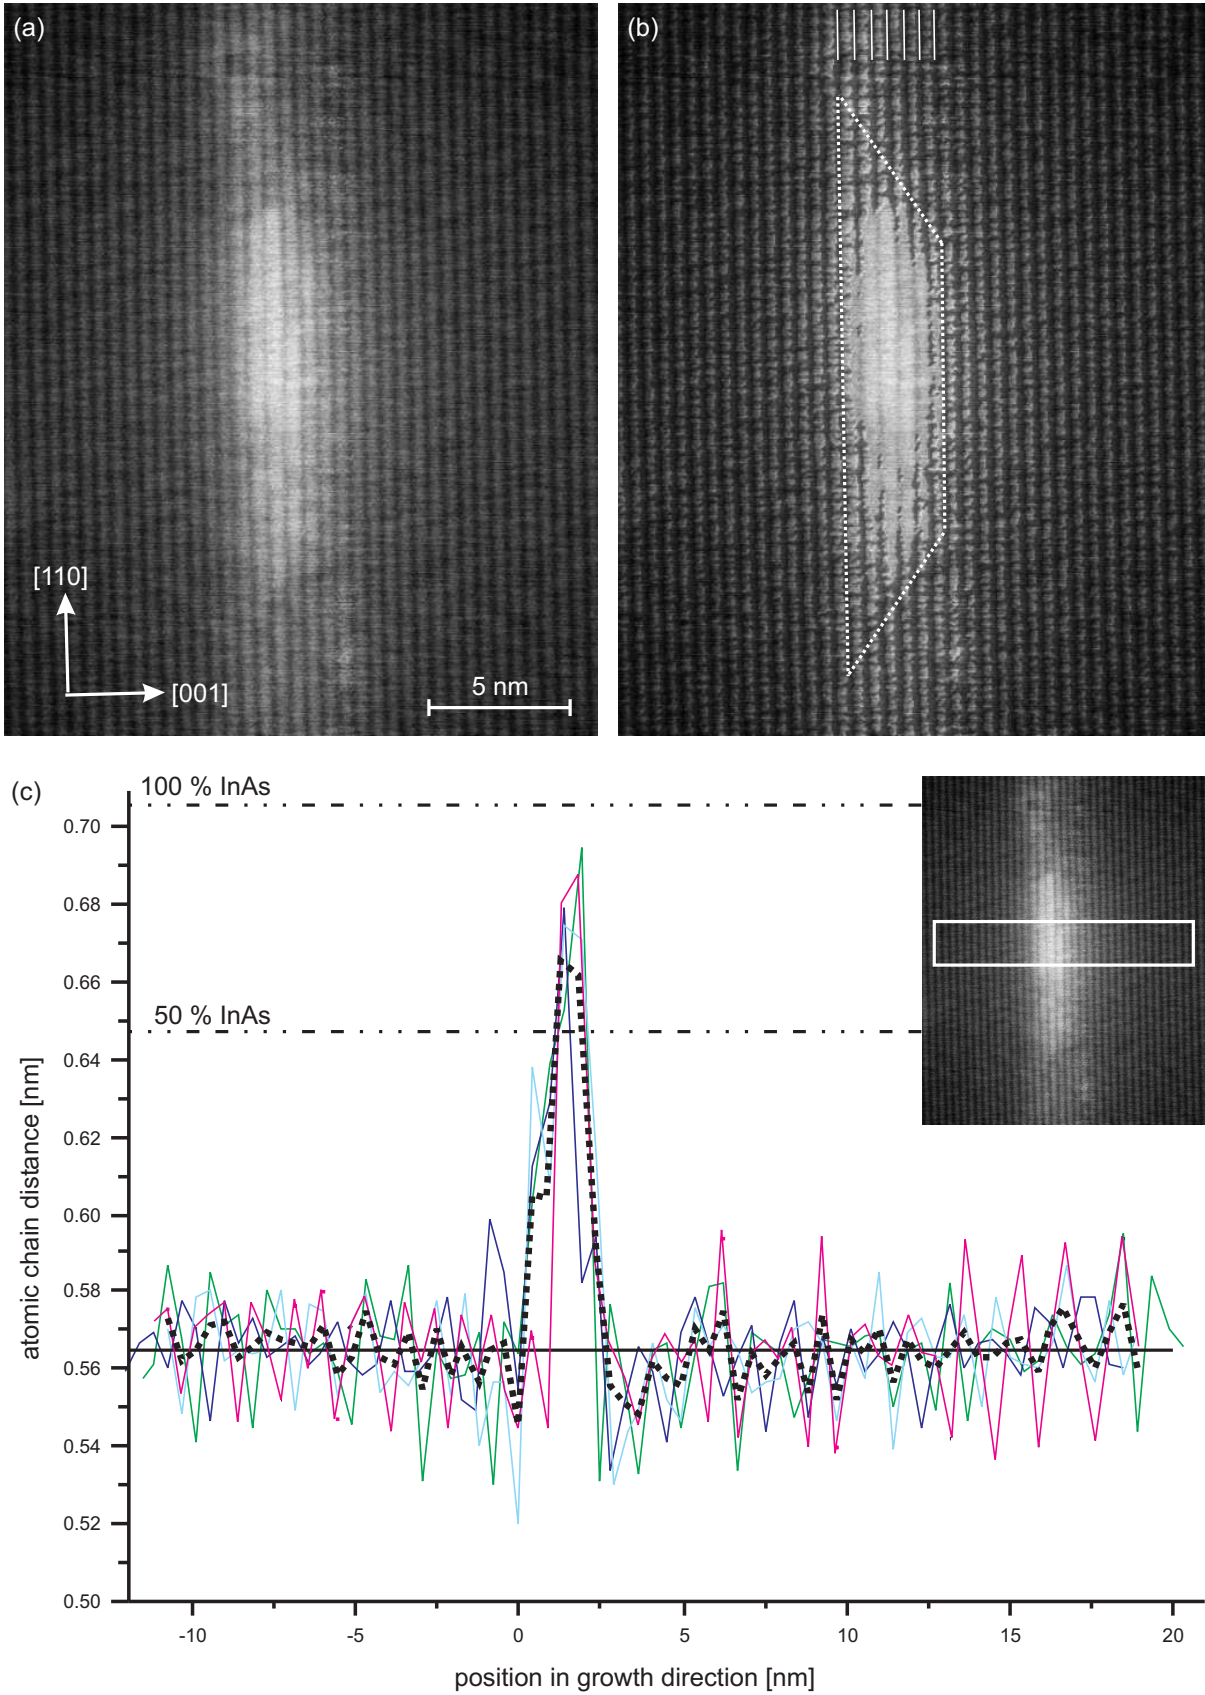 (a)
(b)
[110]
[001]
5 nm
(c)
100 % InAs
50 % InAs
0.70
0.68
0.66
0.64
0.62
0.60
0.58
0.56
0.54
0.52
0.50
atomic chain distance [nm]
-10
-5
0
5
10
15
20
position in growth direction [nm]